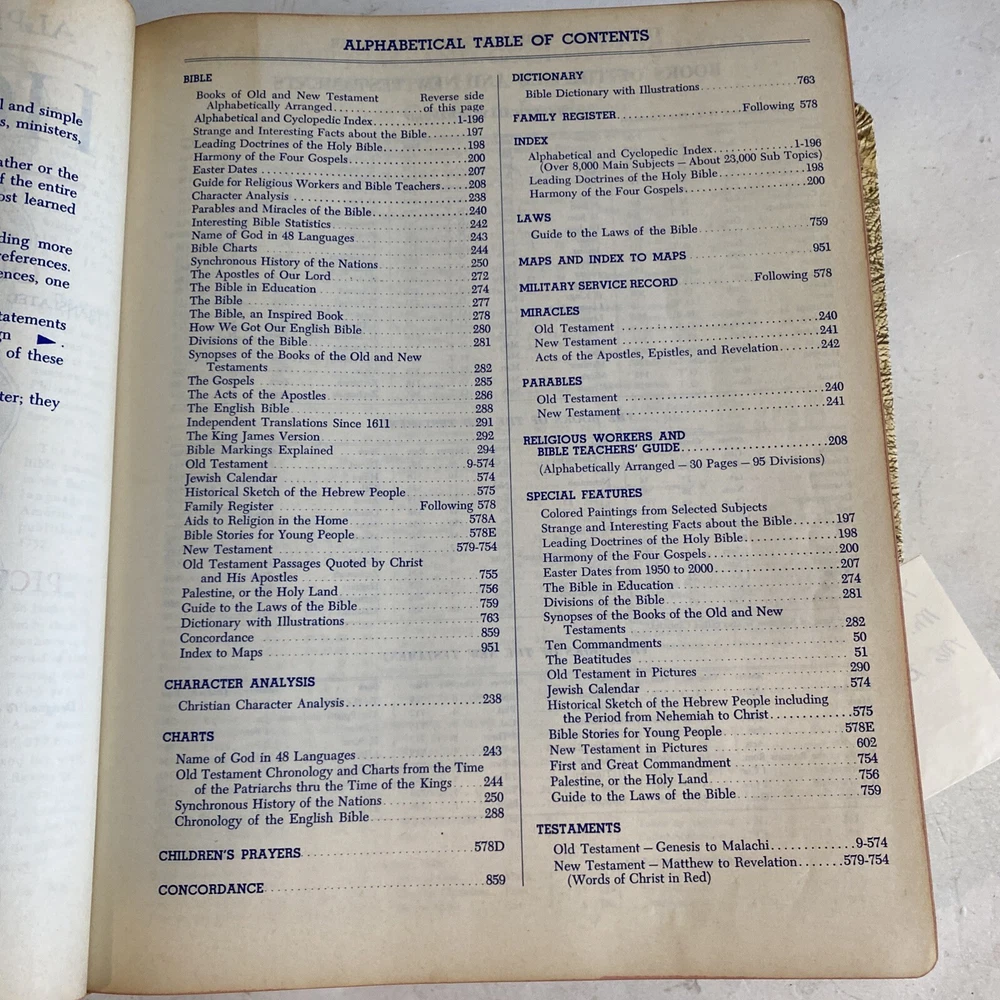 l and simple
s, ministers,
ather or the
f the entire
ost learned
ding more
references.
ences, one
tatements
gn
of these
ter; they
ALPHABETICAL TABLE OF CONTENTS
BIBLE
Books of Old and New Testament Reverse side
Alphabetically Arranged of this page
Alphabetical and Cyclopedic Index 1-196
Strange and Interesting Facts about the Bible 197
Leading Doctrines of the Holy Bible 198
Harmony of the Four Gospels 200
Easter Dates 207
Guide for Religious Workers and Bible Teachers 208
Character Analysis 238
Parables and Miracles of the Bible 240
Interesting Bible Statistics 242
Name of God in 48 Languages 243
Bible Charts 244
Synchronous History of the Nations 250
The Apostles of Our Lord 272
The Bible in Education 274
The Bible 277
The Bible, an Inspired Book 278
How We Got Our English Bible 280
Divisions of the Bible 281
Synopses of the Books of the Old and New
Testaments 282
The Gospels 285
The Acts of the Apostles 286
The English Bible 288
Independent Translations Since 1611 291
The King James Version 292
Bible Markings Explained 294
Old Testament 9-574
Jewish Calendar 574
Historical Sketch of the Hebrew People 575
Family Register Following 578
Aids to Religion in the Home 578A
Bible Stories for Young People 578E
New Testament 579-754
Old Testament Passages Quoted by Christ
and His Apostles 755
Palestine, or the Holy Land 756
Guide to the Laws of the Bible 759
Dictionary with Illustrations 763
Concordance 859
Index to Maps 951
CHARACTER ANALYSIS
Christian Character Analysis 238
CHARTS
Name of God in 48 Languages 243
Old Testament Chronology and Charts from the Time
of the Patriarchs thru the Time of the Kings 244
Synchronous History of the Nations 250
Chronology of the English Bible 288
CHILDREN'S PRAYERS 578D
CONCORDANCE 859
DICTIONARY
Bible Dictionary with Illustrations 763
FAMILY REGISTER Following 578
INDEX
Alphabetical and Cyclopedic Index 1-196
(Over 8,000 Main Subjects — About 23,000 Sub Topics)
Leading Doctrines of the Holy Bible 198
Harmony of the Four Gospels 200
LAWS
Guide to the Laws of the Bible 759
MAPS AND INDEX TO MAPS 951
MILITARY SERVICE RECORD Following 578
MIRACLES
Old Testament 240
New Testament 241
Acts of the Apostles, Epistles, and Revelation 242
PARABLES
Old Testament 240
New Testament 241
RELIGIOUS WORKERS AND
BIBLE TEACHERS' GUIDE 208
(Alphabetically Arranged — 30 Pages — 95 Divisions)
SPECIAL FEATURES
Colored Paintings from Selected Subjects
Strange and Interesting Facts about the Bible 197
Leading Doctrines of the Holy Bible 198
Harmony of the Four Gospels 200
Easter Dates from 1950 to 2000 207
The Bible in Education 274
Divisions of the Bible 281
Synopses of the Books of the Old and New
Testaments 282
Ten Commandments 50
The Beatitudes 51
Old Testament in Pictures 290
Jewish Calendar 574
Historical Sketch of the Hebrew People including
the Period from Nehemiah to Christ 575
Bible Stories for Young People 578E
New Testament in Pictures 602
First and Great Commandment 754
Palestine, or the Holy Land 756
Guide to the Laws of the Bible 759
TESTAMENTS
Old Testament — Genesis to Malachi 9-574
New Testament — Matthew to Revelation 579-754
(Words of Christ in Red)